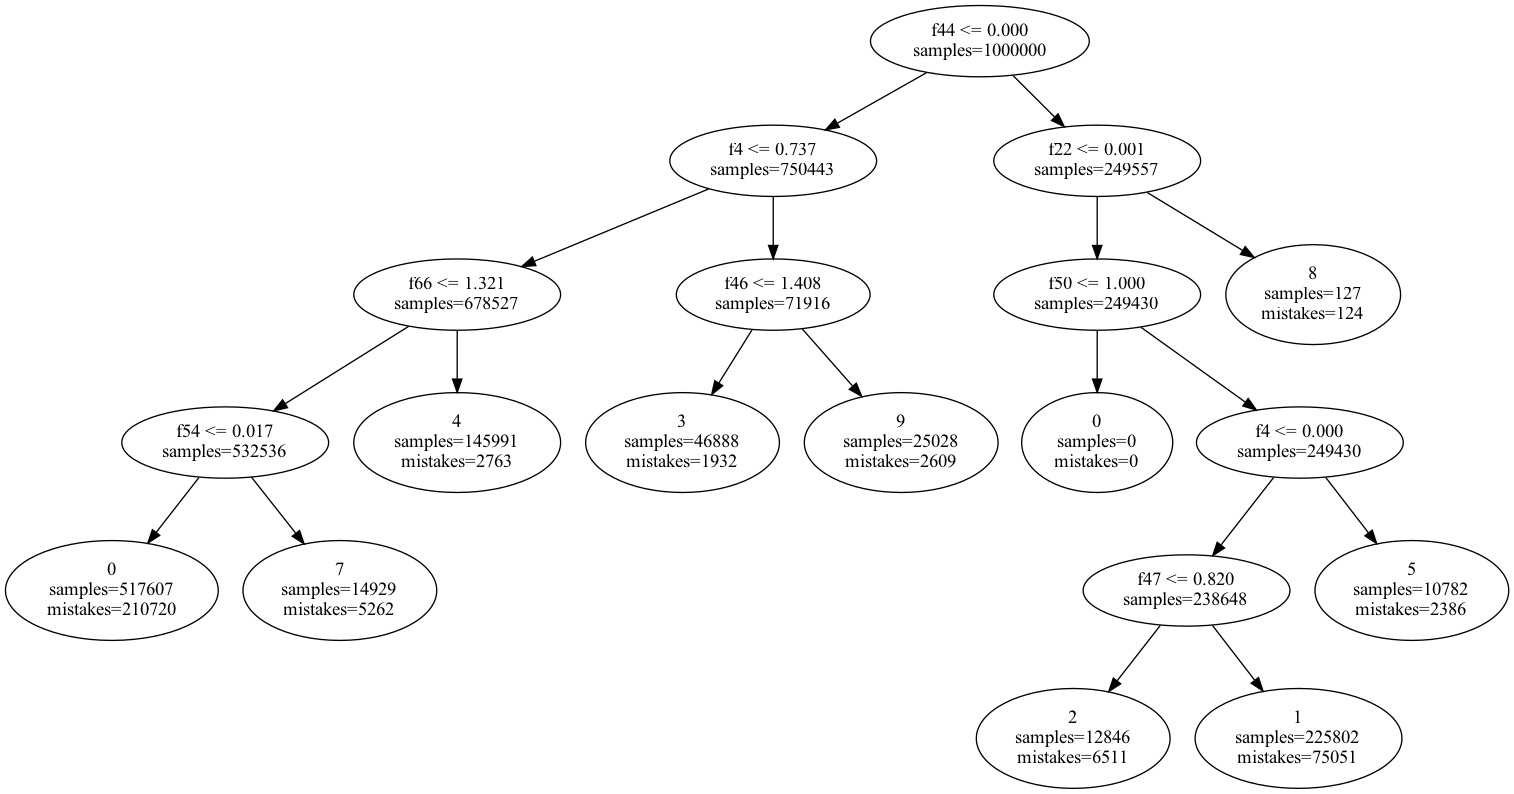 f44 <= 0.000
samples=1000000
f4 <= 0.737
samples=750443
f22 <= 0.001
samples=249557
f66 <= 1.321
samples=678527
f46 <= 1.408
samples=71916
f50 <= 1.000
samples=249430
8
samples=127
mistakes=124
f54 <= 0.017
samples=532536
4
samples=145991
mistakes=2763
3
samples=46888
mistakes=1932
9
samples=25028
mistakes=2609
0
samples=0
mistakes=0
f4 <= 0.000
samples=249430
0
samples=517607
mistakes=210720
7
samples=14929
mistakes=5262
f47 <= 0.820
samples=238648
5
samples=10782
mistakes=2386
2
samples=12846
mistakes=6511
1
samples=225802
mistakes=75051